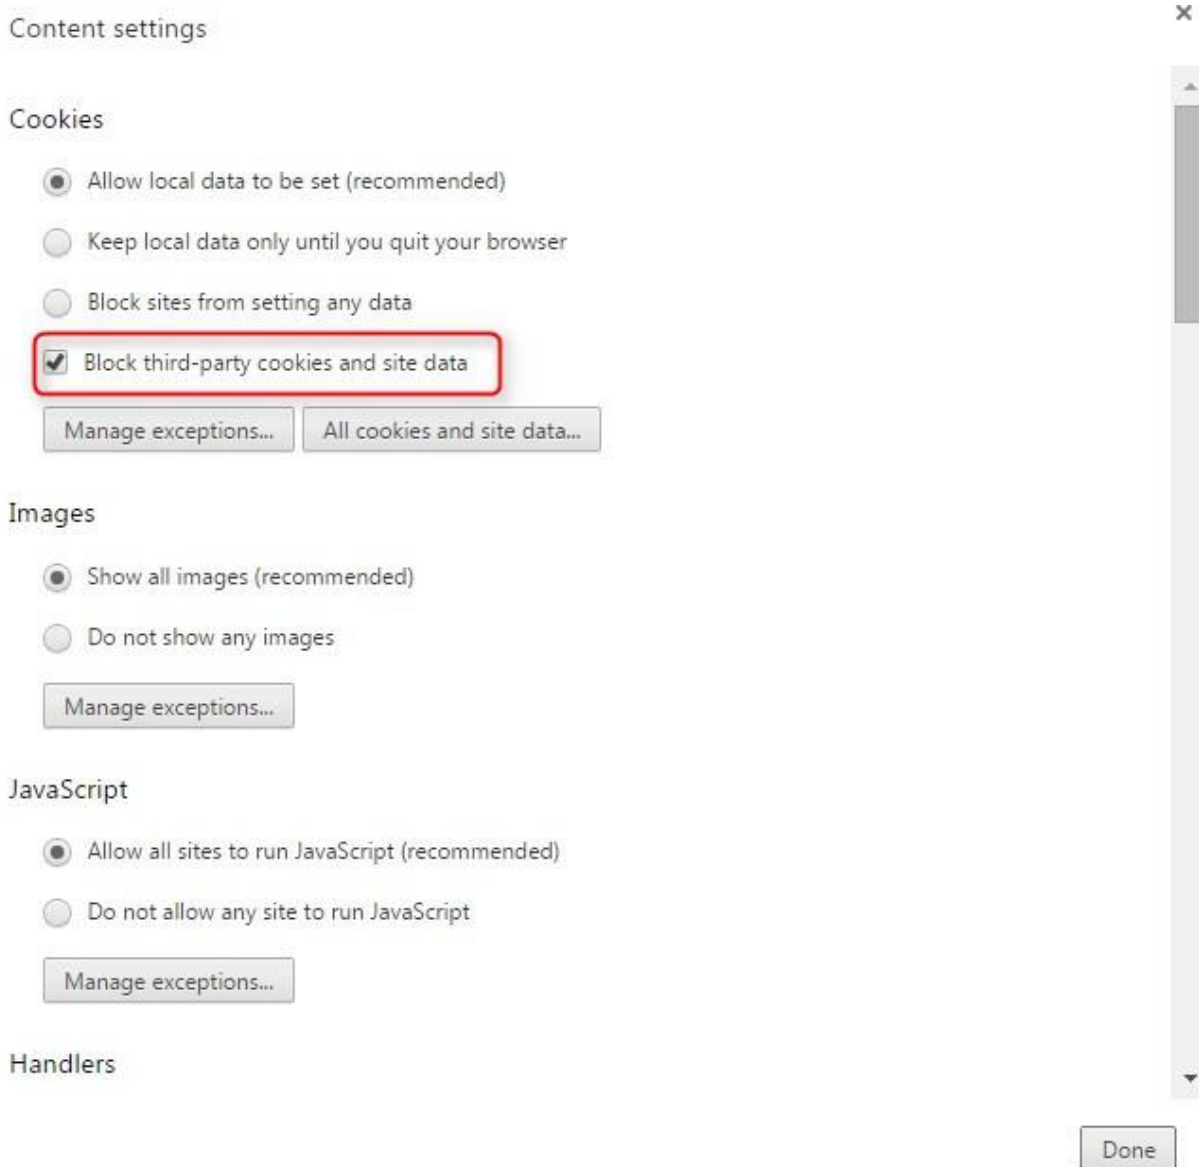 Content settings
Cookies
Allow local data to be set (recommended)
Keep local data only until you quit your browser
Block sites from setting any data
Block third-party cookies and site data
Manage exceptions... All cookies and site data...
Images
Show all images (recommended)
Do not show any images
Manage exceptions...
JavaScript
Allow all sites to run JavaScript (recommended)
Do not allow any site to run JavaScript
Manage exceptions...
Handlers
Done